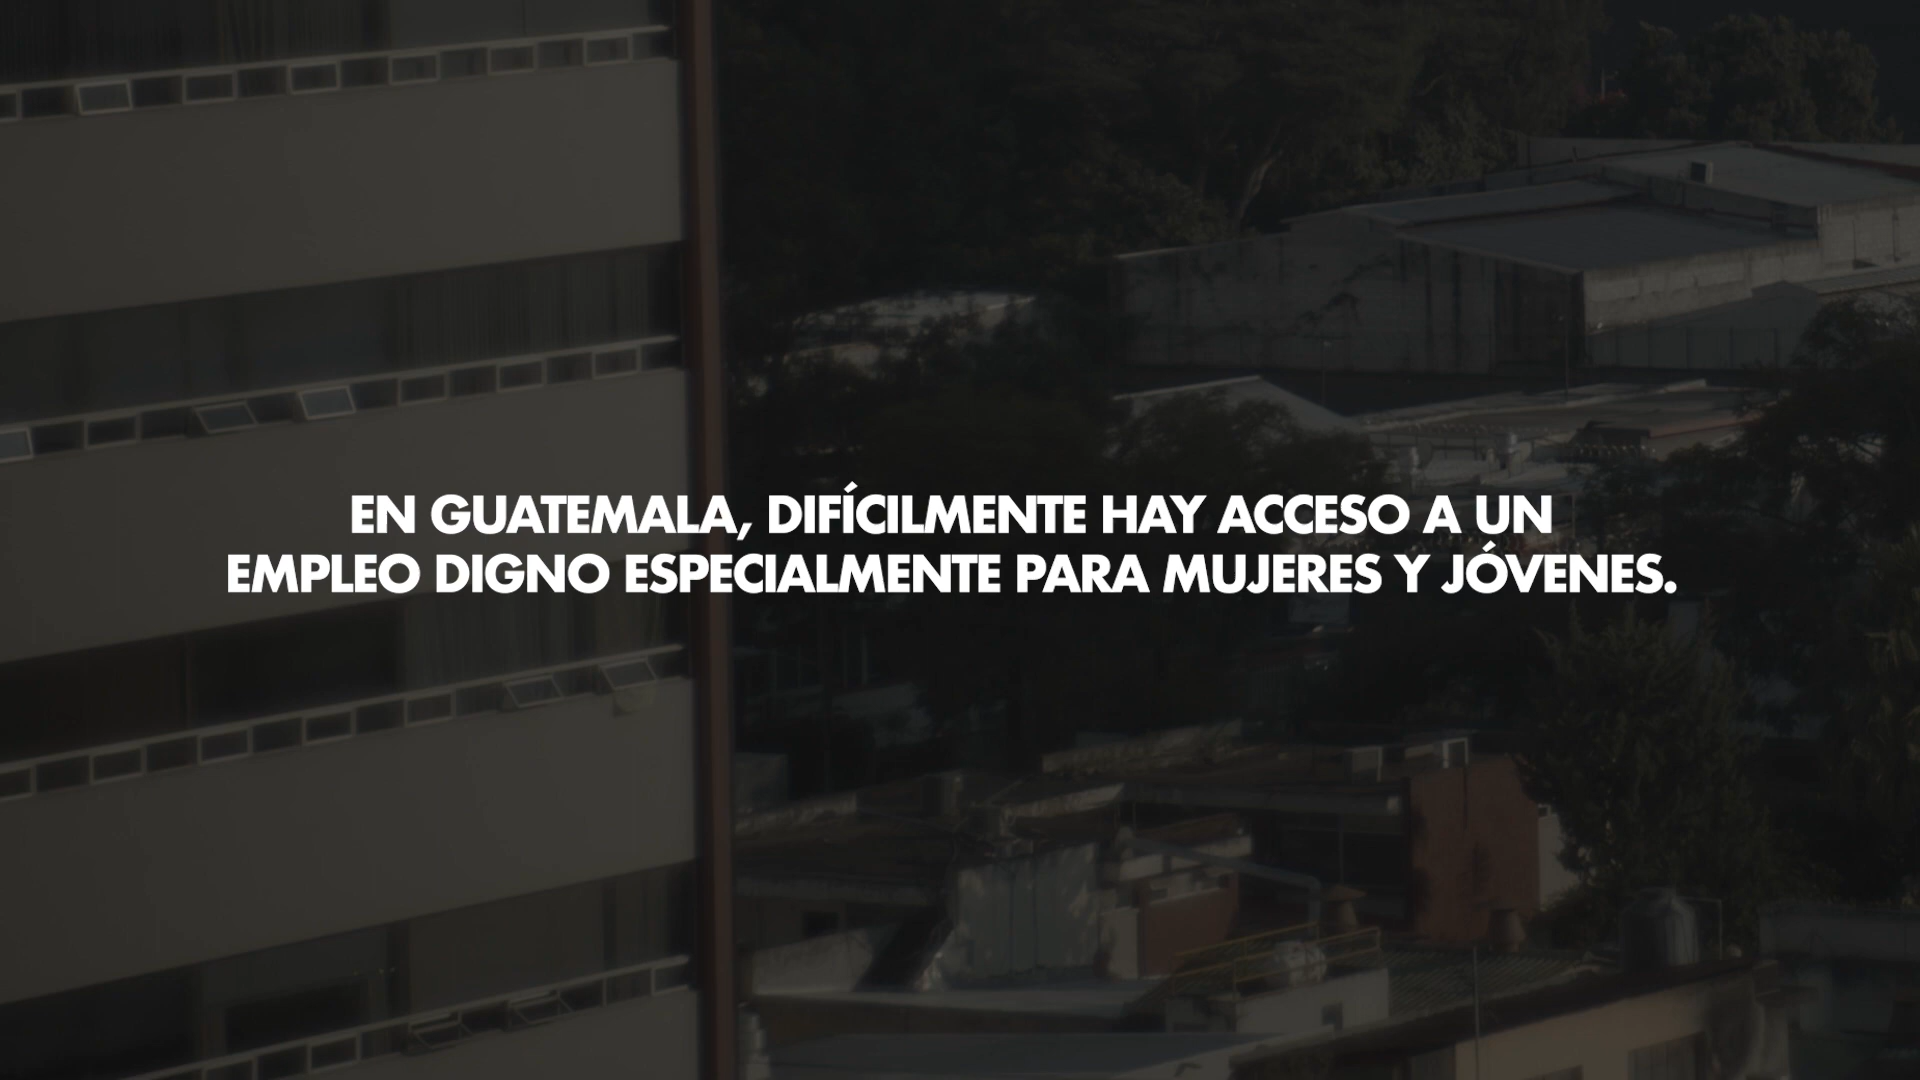 EN GUATEMALA, DIFÍCILMENTE HAY ACCESO A UN
EMPLEO DIGNO ESPECIALMENTE PARA MUJERES Y JÓVENES.